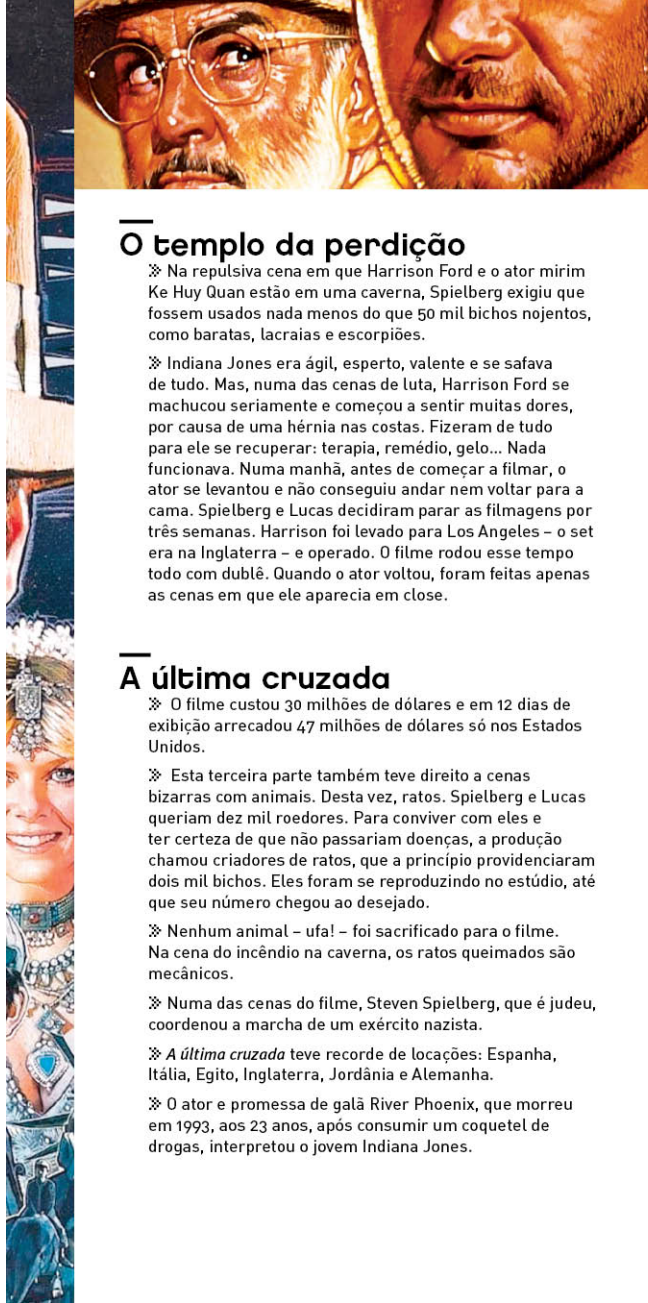 O templo da perdição
Na repulsiva cena em que Harrison Ford e o ator mirim
Ke Huy Quan estão em uma caverna, Spielberg exigiu que
fossem usados nada menos do que 50 mil bichos nojentos,
como baratas, lacraias e escorpiões.
Indiana Jones era ágil, esperto, valente e se safava
de tudo. Mas, numa das cenas de luta, Harrison Ford se
machucou seriamente e começou a sentir muitas dores,
por causa de uma hérnia nas costas. Fizeram de tudo
para ele se recuperar: terapia, remédio, gelo... Nada
funcionava. Numa manhã, antes de começar a filmar, o
ator se levantou e não conseguiu andar nem voltar para a
cama. Spielberg e Lucas decidiram parar as filmagens por
três semanas. Harrison foi levado para Los Angeles – o set
era na Inglaterra – e operado. O filme rodou esse tempo
todo com dublê. Quando o ator voltou, foram feitas apenas
as cenas em que ele aparecia em close.
A última cruzada
O filme custou 30 milhões de dólares e em 12 dias de
exibição arrecadou 47 milhões de dólares só nos Estados
Unidos.
Esta terceira parte também teve direito a cenas
bizarras com animais. Desta vez, ratos. Spielberg e Lucas
queriam dez mil roedores. Para conviver com eles e
ter certeza de que não passariam doenças, a produção
chamou criadores de ratos, que a princípio providenciaram
dois mil bichos. Eles foram se reproduzindo no estúdio, até
que seu número chegou ao desejado.
Nenhum animal – ufa! – foi sacrificado para o filme.
Na cena do incêndio na caverna, os ratos queimados são
mecânicos.
Numa das cenas do filme, Steven Spielberg, que é judeu,
coordenou a marcha de um exército nazista.
A última cruzada teve recorde de locações: Espanha,
Itália, Egito, Inglaterra, Jordânia e Alemanha.
O ator e promessa de galã River Phoenix, que morreu
em 1993, aos 23 anos, após consumir um coquetel de
drogas, interpretou o jovem Indiana Jones.